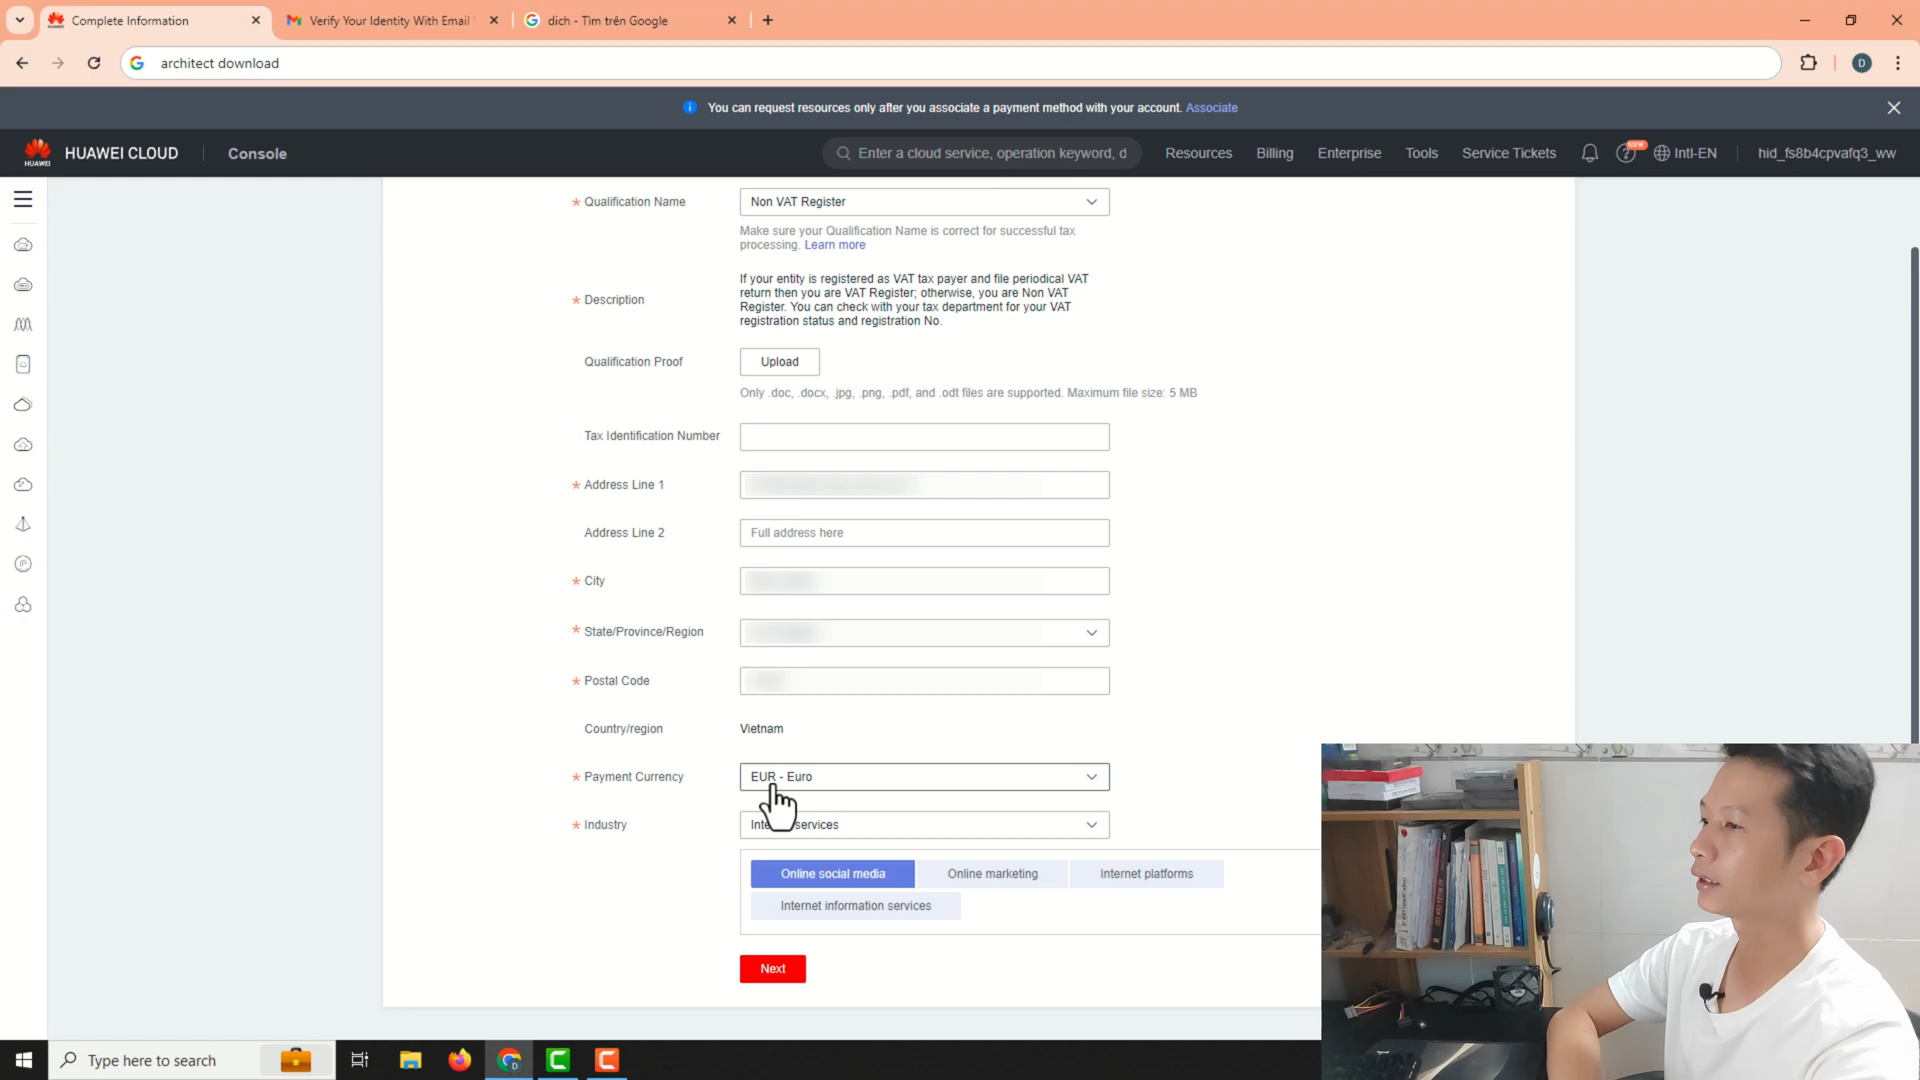 Complete Information
Verify Your Identity With Email
dich - Tìm trên Google
architect download
You can request resources only after you associate a payment method with your account. Associate
HUAWEI
HUAWEI CLOUD
Console
Enter a cloud service, operation keyword, d
Resources
Billing
Enterprise
Tools
Service Tickets
NEW
Intl-EN
hid_fs8b4cpvafq3_ww
* Qualification Name
Non VAT Register
Make sure your Qualification Name is correct for successful tax
processing. Learn more
* Description
If your entity is registered as VAT tax payer and file periodical VAT
return then you are VAT Register; otherwise, you are Non VAT
Register. You can check with your tax department for your VAT
registration status and registration No.
Qualification Proof
Upload
Only .doc, .docx, .jpg, .png, .pdf, and .odt files are supported. Maximum file size: 5 MB
Tax Identification Number
* Address Line 1
Address Line 2
Full address here
* City
* State/Province/Region
* Postal Code
Country/region
Vietnam
* Payment Currency
EUR - Euro
* Industry
services
Online social media
Online marketing
Internet platforms
Internet information services
Next
Type here to search